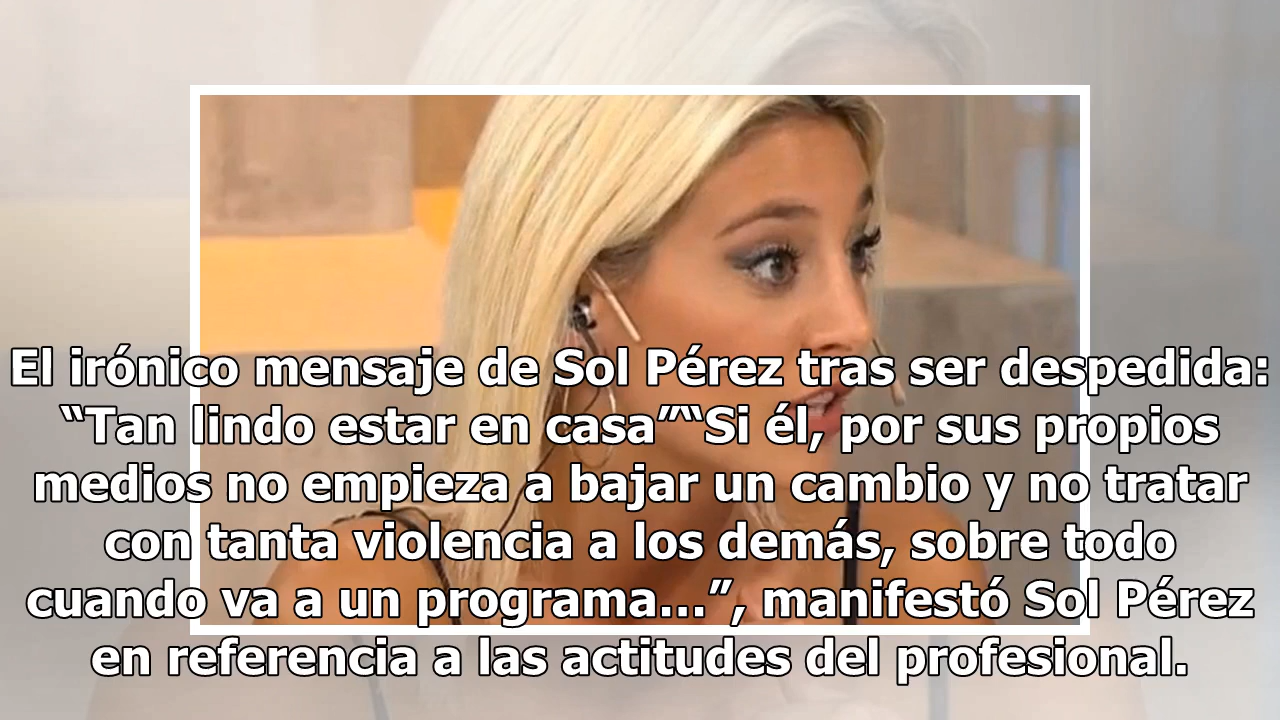 El irónico mensaje de Sol Pérez tras ser despedida:
“Tan lindo estar en casa”“Si él, por sus propios
medios no empieza a bajar un cambio y no tratar
con tanta violencia a los demás, sobre todo
cuando va a un programa...”, manifestó Sol Pérez
en referencia a las actitudes del profesional.